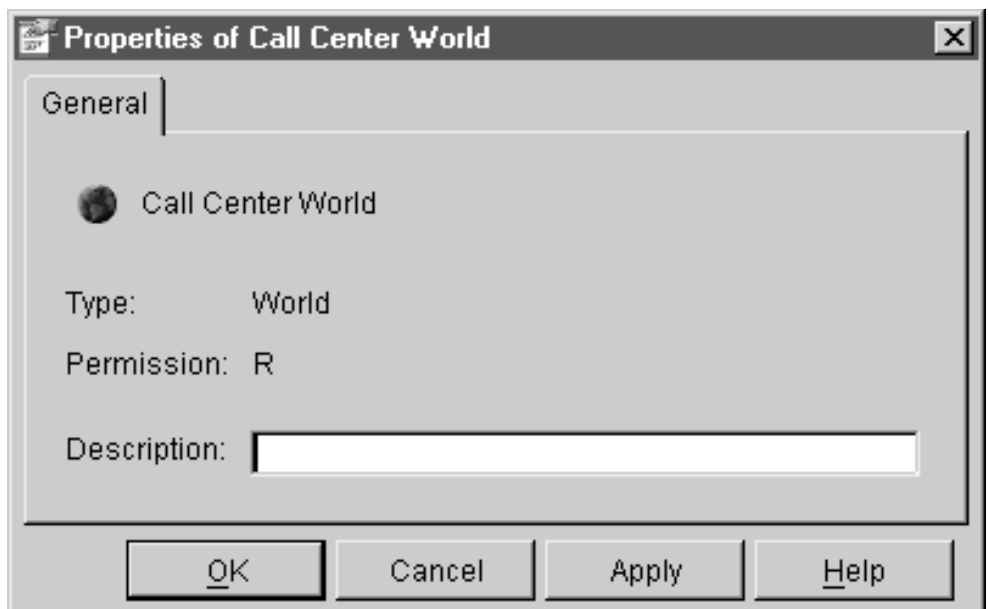 Properties of Call Center World
General
Call Center World
Type: World
Permission: R
Description:
OK Cancel Apply Help